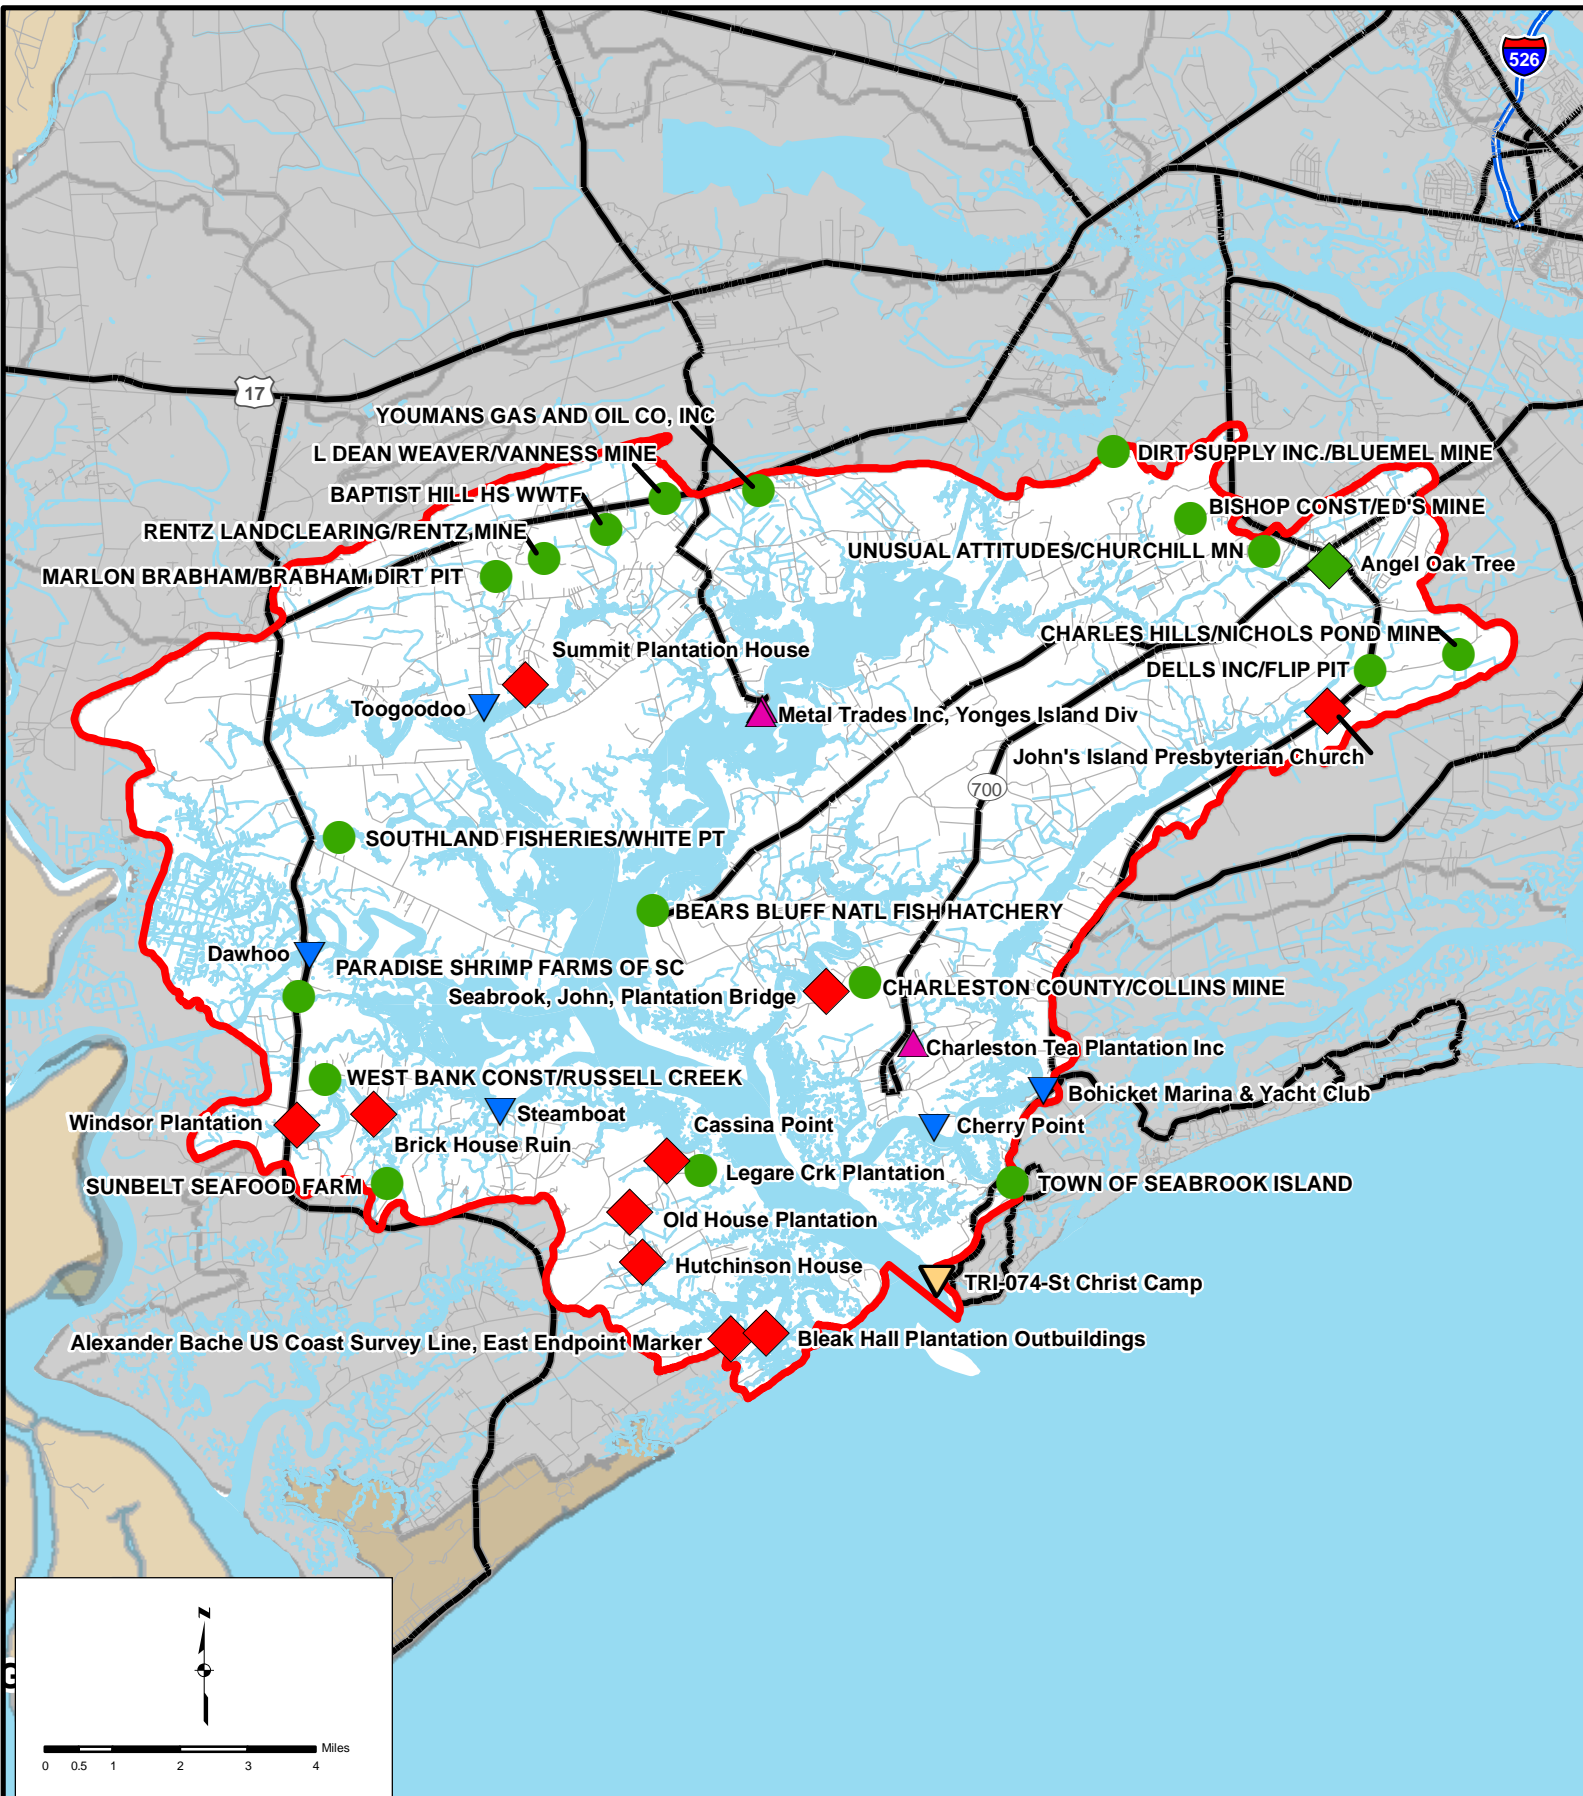 526
17
YOUMANS GAS AND OIL CO, INC
L DEAN WEAVER/VANNESS MINE
DIRT SUPPLY INC./BLUEMEL MINE
BAPTIST HILL HS WWTF
BISHOP CONST/ED'S MINE
RENTZ LANDCLEARING/RENTZ MINE
UNUSUAL ATTITUDES/CHURCHILL MN
Angel Oak Tree
MARLON BRABHAM/BRABHAM DIRT PIT
CHARLES HILLS/NICHOLS POND MINE
Summit Plantation House
DELLS INC/FLIP PIT
Toogoodoo
Metal Trades Inc, Yonges Island Div
John's Island Presbyterian Church
700
SOUTHLAND FISHERIES/WHITE PT
BEARS BLUFF NATL FISH HATCHERY
Dawhoo
PARADISE SHRIMP FARMS OF SC
Seabrook, John, Plantation Bridge
CHARLESTON COUNTY/COLLINS MINE
Charleston Tea Plantation Inc
WEST BANK CONST/RUSSELL CREEK
Bohicket Marina & Yacht Club
Steamboat
Windsor Plantation
Cassina Point
Cherry Point
Brick House Ruin
Legare Crk Plantation
SUNBELT SEAFOOD FARM
TOWN OF SEABROOK ISLAND
Old House Plantation
Hutchinson House
TRI-074-St Christ Camp
Alexander Bache US Coast Survey Line, East Endpoint Marker
Bleak Hall Plantation Outbuildings
N
Miles
0 0.5 1 2 3 4